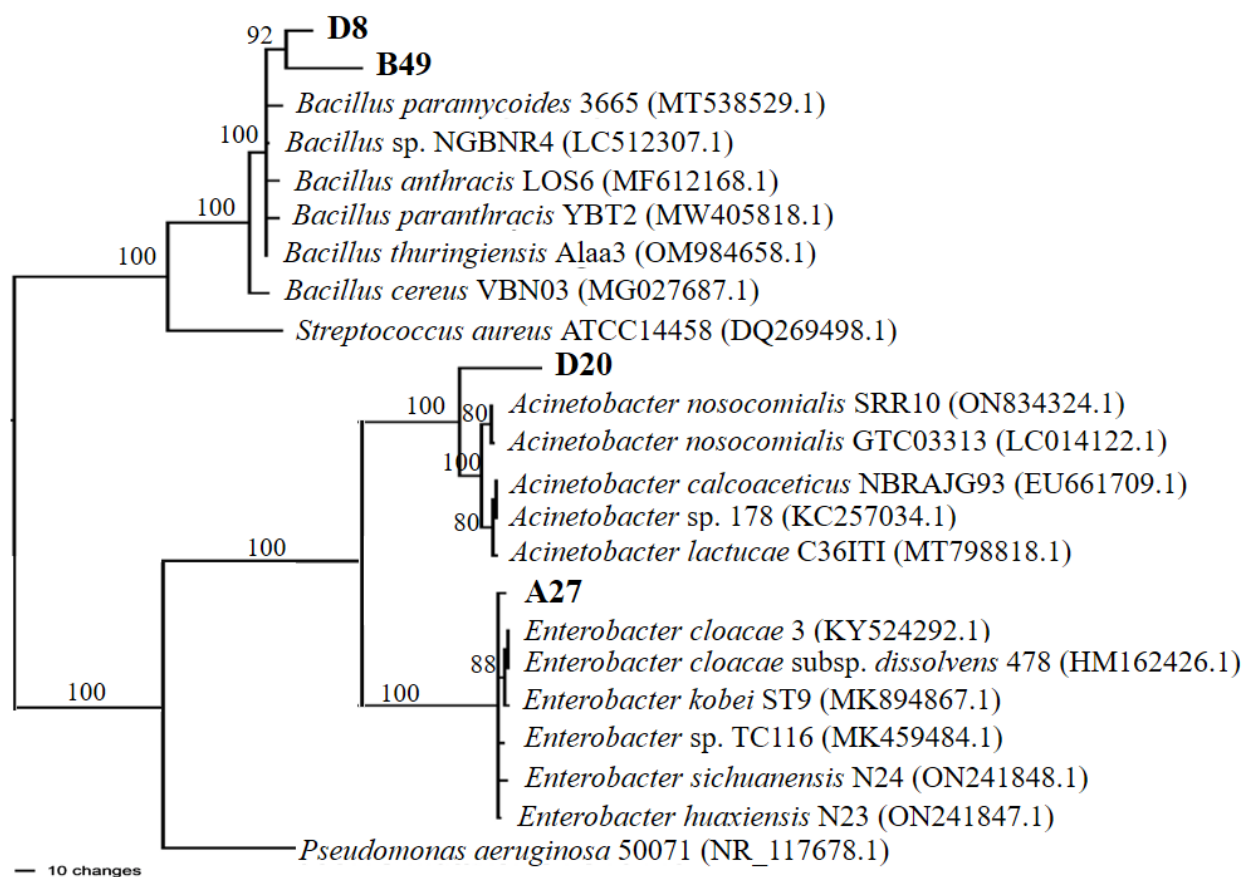 92
D8
B49
Bacillus paramycoides 3665 (MT538529.1)
100
Bacillus sp. NGBNR4 (LC512307.1)
Bacillus anthracis LOS6 (MF612168.1)
100
Bacillus paranthracis YBT2 (MW405818.1)
100
Bacillus thuringiensis Alaa3 (OM984658.1)
Bacillus cereus VBN03 (MG027687.1)
Streptococcus aureus ATCC14458 (DQ269498.1)
D20
100
80
Acinetobacter nosocomialis SRR10 (ON834324.1)
Acinetobacter nosocomialis GTC03313 (LC014122.1)
100
Acinetobacter calcoaceticus NBRAJG93 (EU661709.1)
80
Acinetobacter sp. 178 (KC257034.1)
100
Acinetobacter lactucae C36ITI (MT798818.1)
A27
Enterobacter cloacae 3 (KY524292.1)
88
Enterobacter cloacae subsp. dissolvens 478 (HM162426.1)
100
100
Enterobacter kobei ST9 (MK894867.1)
Enterobacter sp. TC116 (MK459484.1)
Enterobacter sichuanensis N24 (ON241848.1)
Enterobacter huaxiensis N23 (ON241847.1)
Pseudomonas aeruginosa 50071 (NR_117678.1)
10 changes